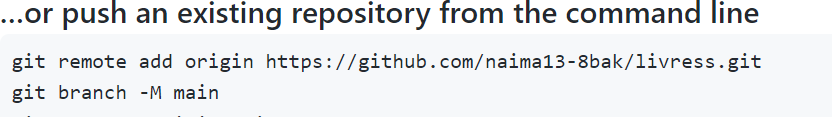 ...or push an existing repository from the command line
git remote add origin https://github.com/naima13-8bak/livress.git
git branch -M main